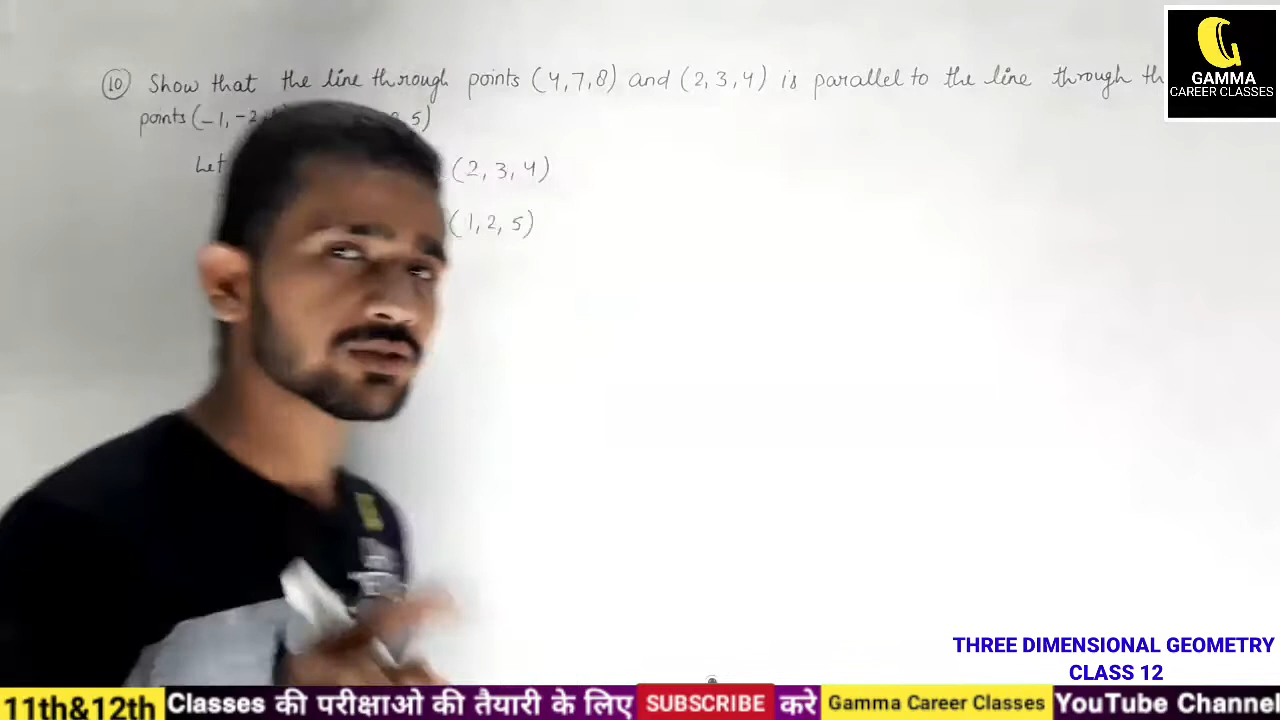 ⑩ Show that the line through points (4, 7, 8) and (2, 3, 4) is parallel to the line through
points (-1, -2 5)
Let (2, 3, 4)
(1, 2, 5)
GAMMA
CAREER CLASSES
THREE DIMENSIONAL GEOMETRY
CLASS 12
11th&12th Classes की परीक्षाओ की तैयारी के लिए SUBSCRIBE करे Gamma Career Classes YouTube Channel